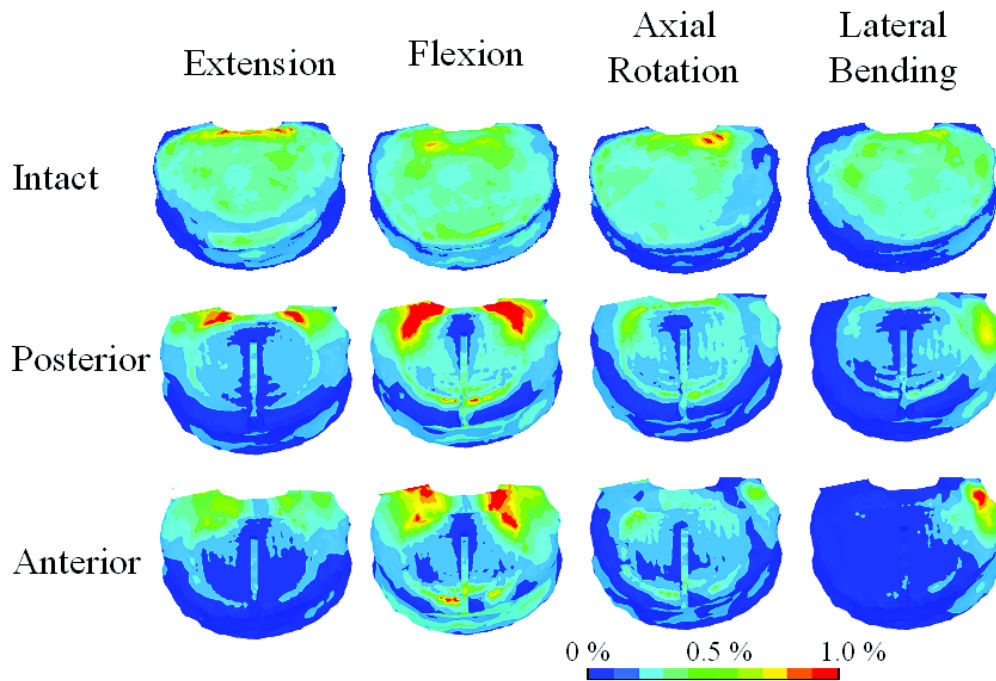 Extension
Flexion
Axial
Rotation
Lateral
Bending
Intact
Posterior
Anterior
0 %
0.5 %
1.0 %